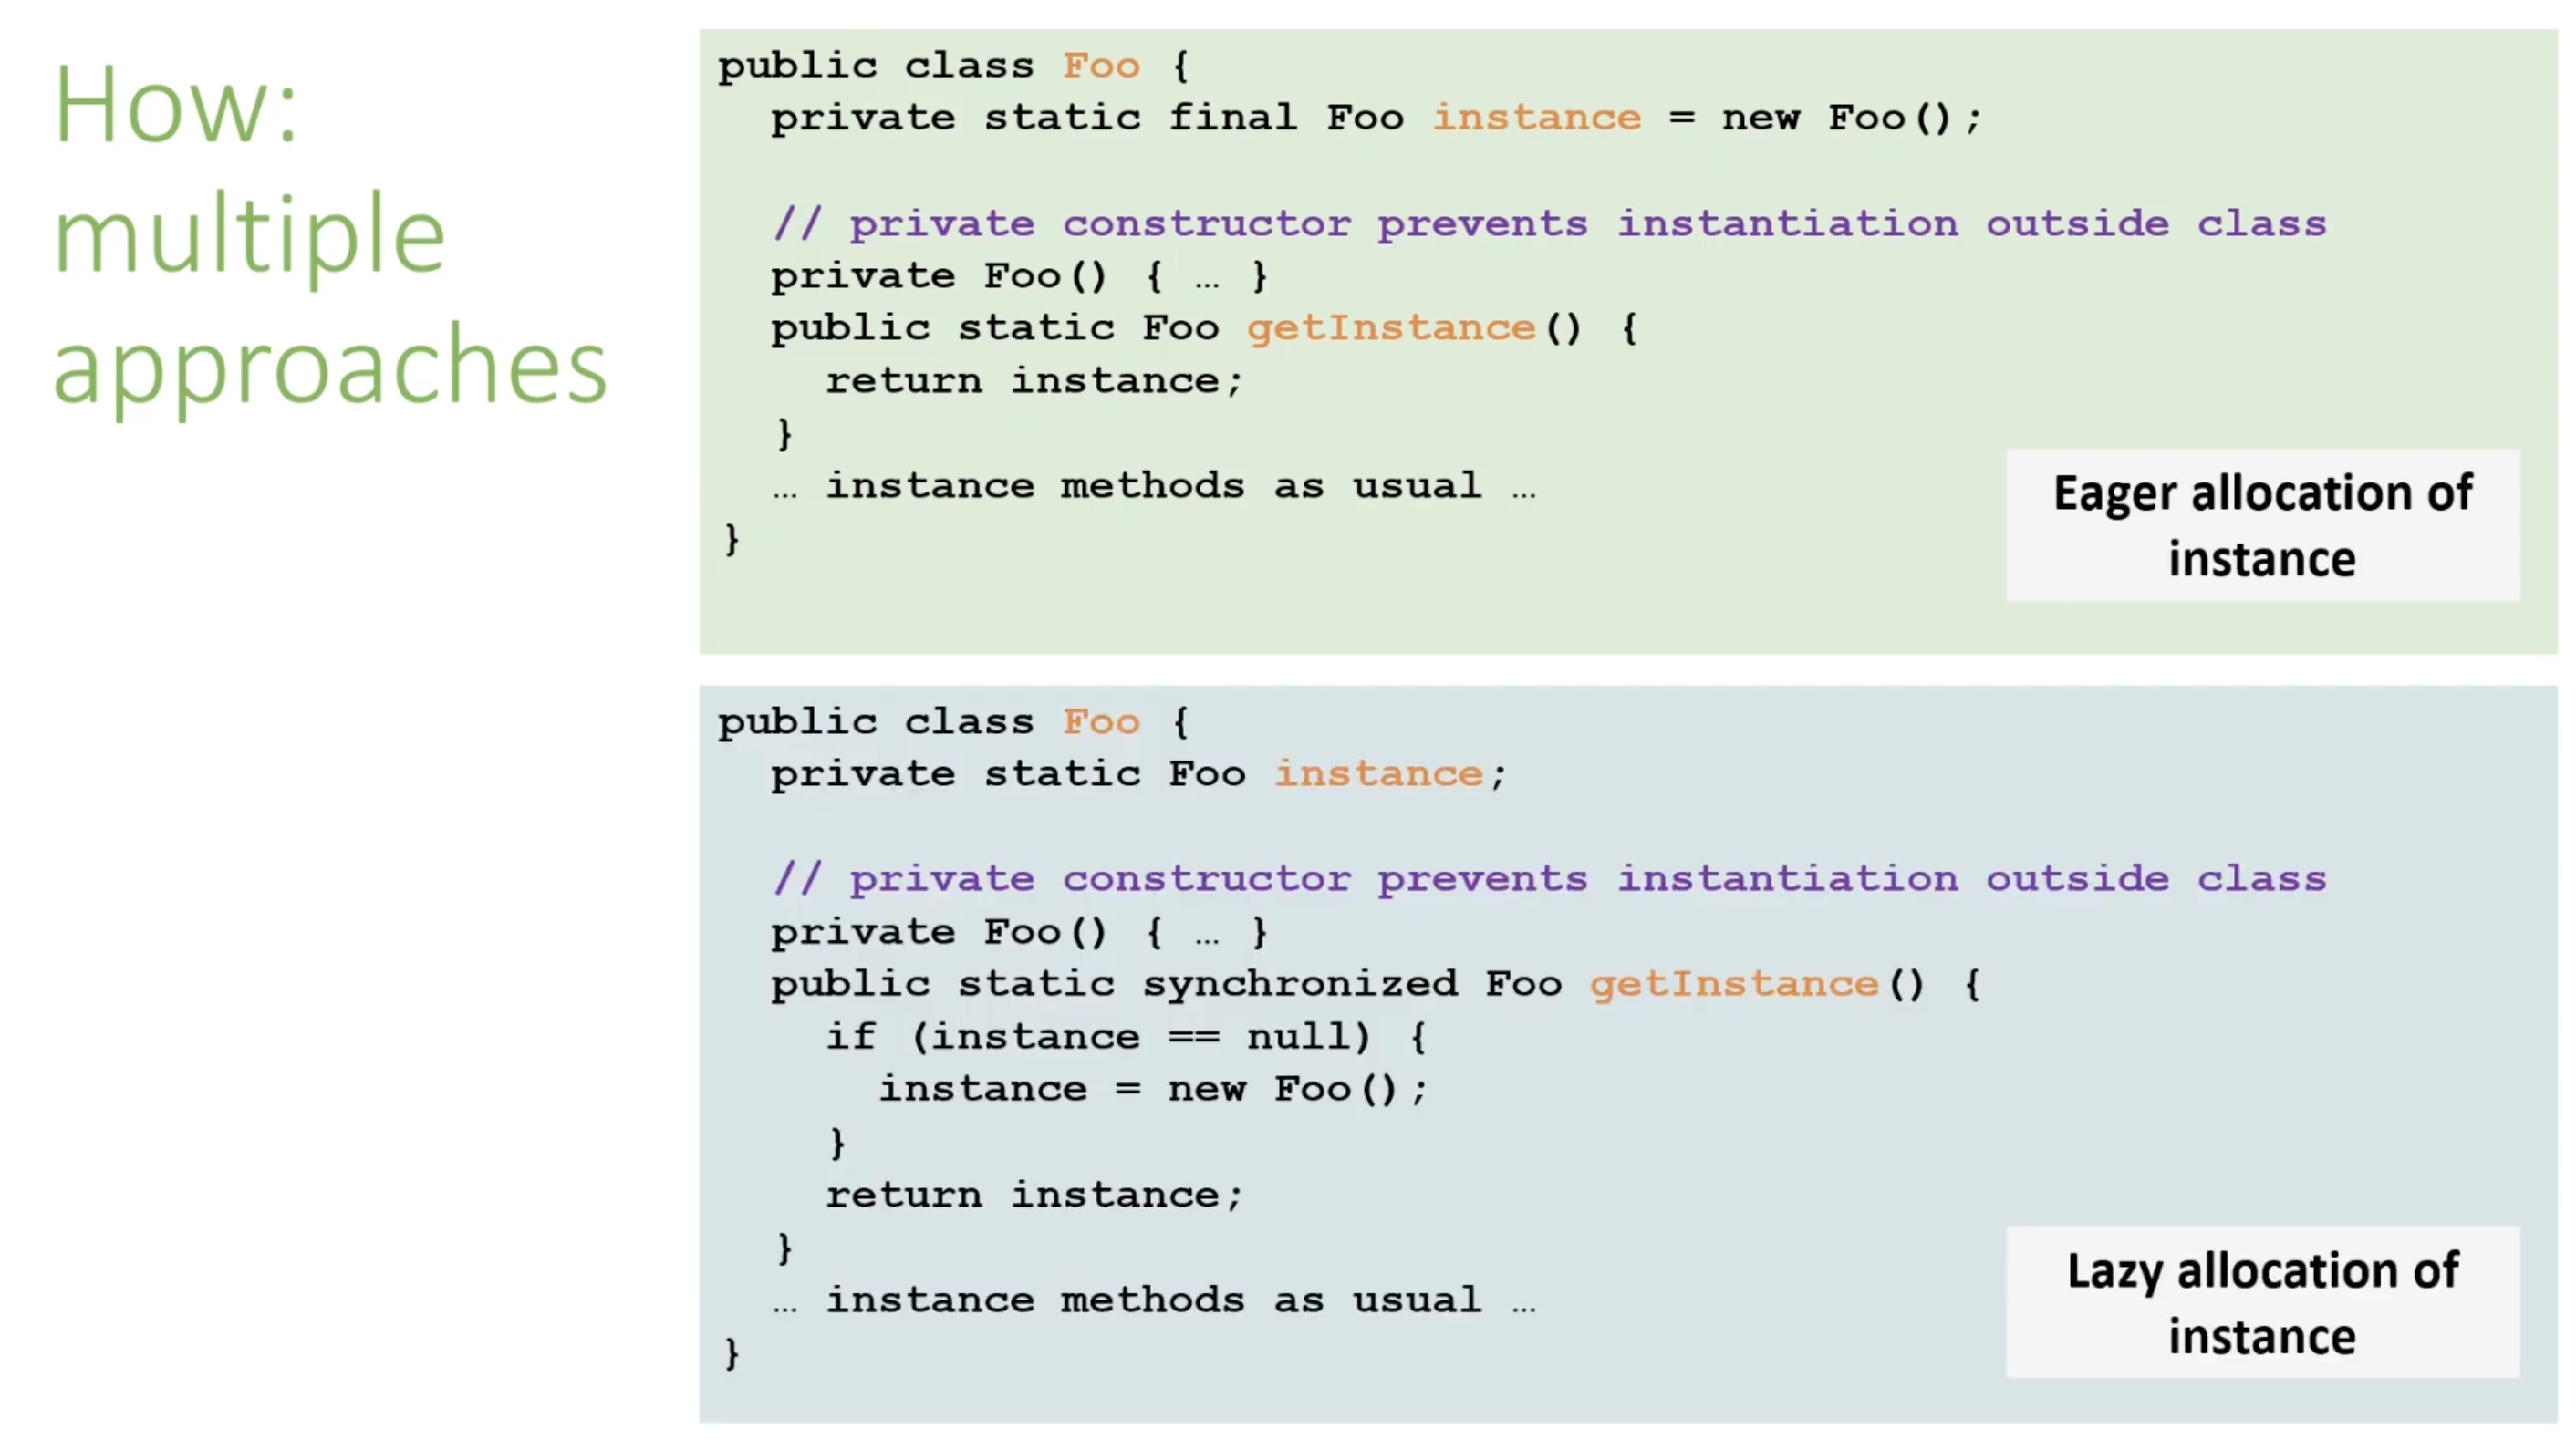 How:
multiple
approaches
public class Foo {
private static final Foo instance = new Foo();
// private constructor prevents instantiation outside class
private Foo() { … }
public static Foo getInstance() {
return instance;
}
… instance methods as usual …
}
Eager allocation of
instance
public class Foo {
private static Foo instance;
// private constructor prevents instantiation outside class
private Foo() { … }
public static synchronized Foo getInstance() {
if (instance == null) {
instance = new Foo();
}
return instance;
}
… instance methods as usual …
}
Lazy allocation of
instance